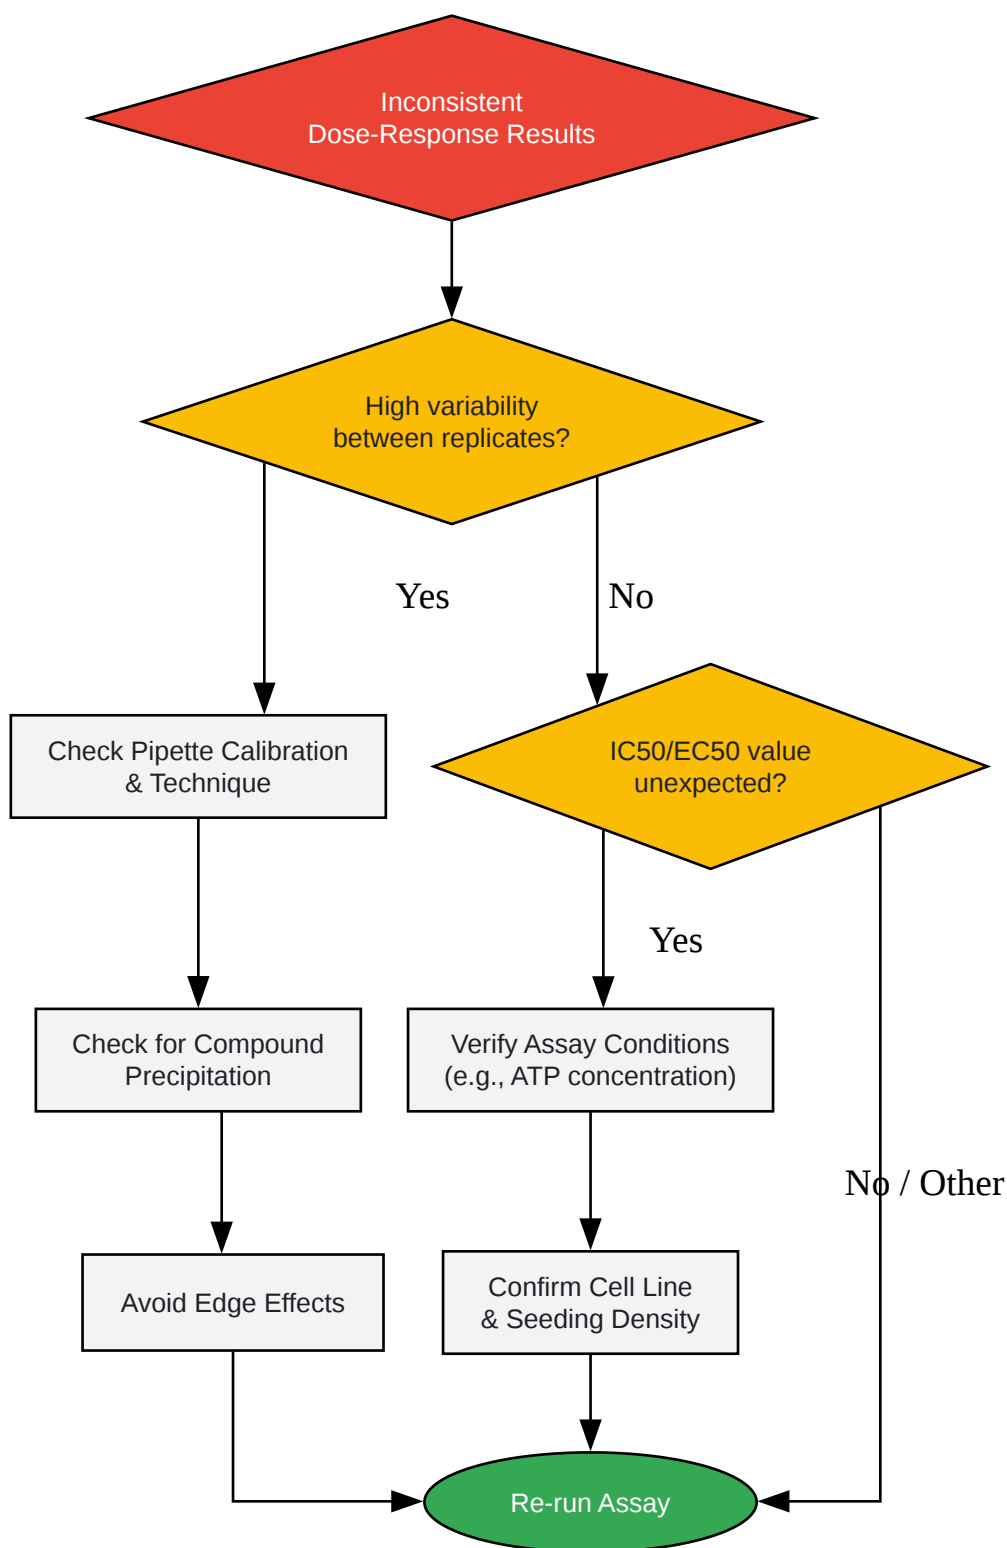 Inconsistent
Dose-Response Results
High variability
between replicates?
Yes
No
Check Pipette Calibration
& Technique
IC50/EC50 value
unexpected?
Yes
Check for Compound
Precipitation
Verify Assay Conditions
(e.g., ATP concentration)
No / Other
Avoid Edge Effects
Confirm Cell Line
& Seeding Density
Re-run Assay